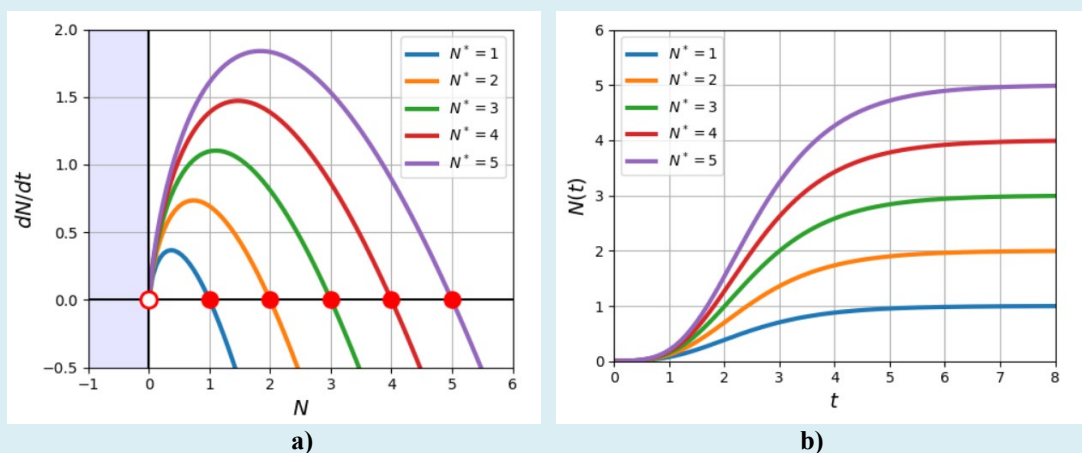 2.0
1.5
1.0
0.5
0.0
−0.5
−1
0
1
2
3
4
5
6
dN/dt
N
N* = 1
N* = 2
N* = 3
N* = 4
N* = 5
a)
6
5
4
3
2
1
0
0
1
2
3
4
5
6
7
8
N(t)
t
N* = 1
N* = 2
N* = 3
N* = 4
N* = 5
b)